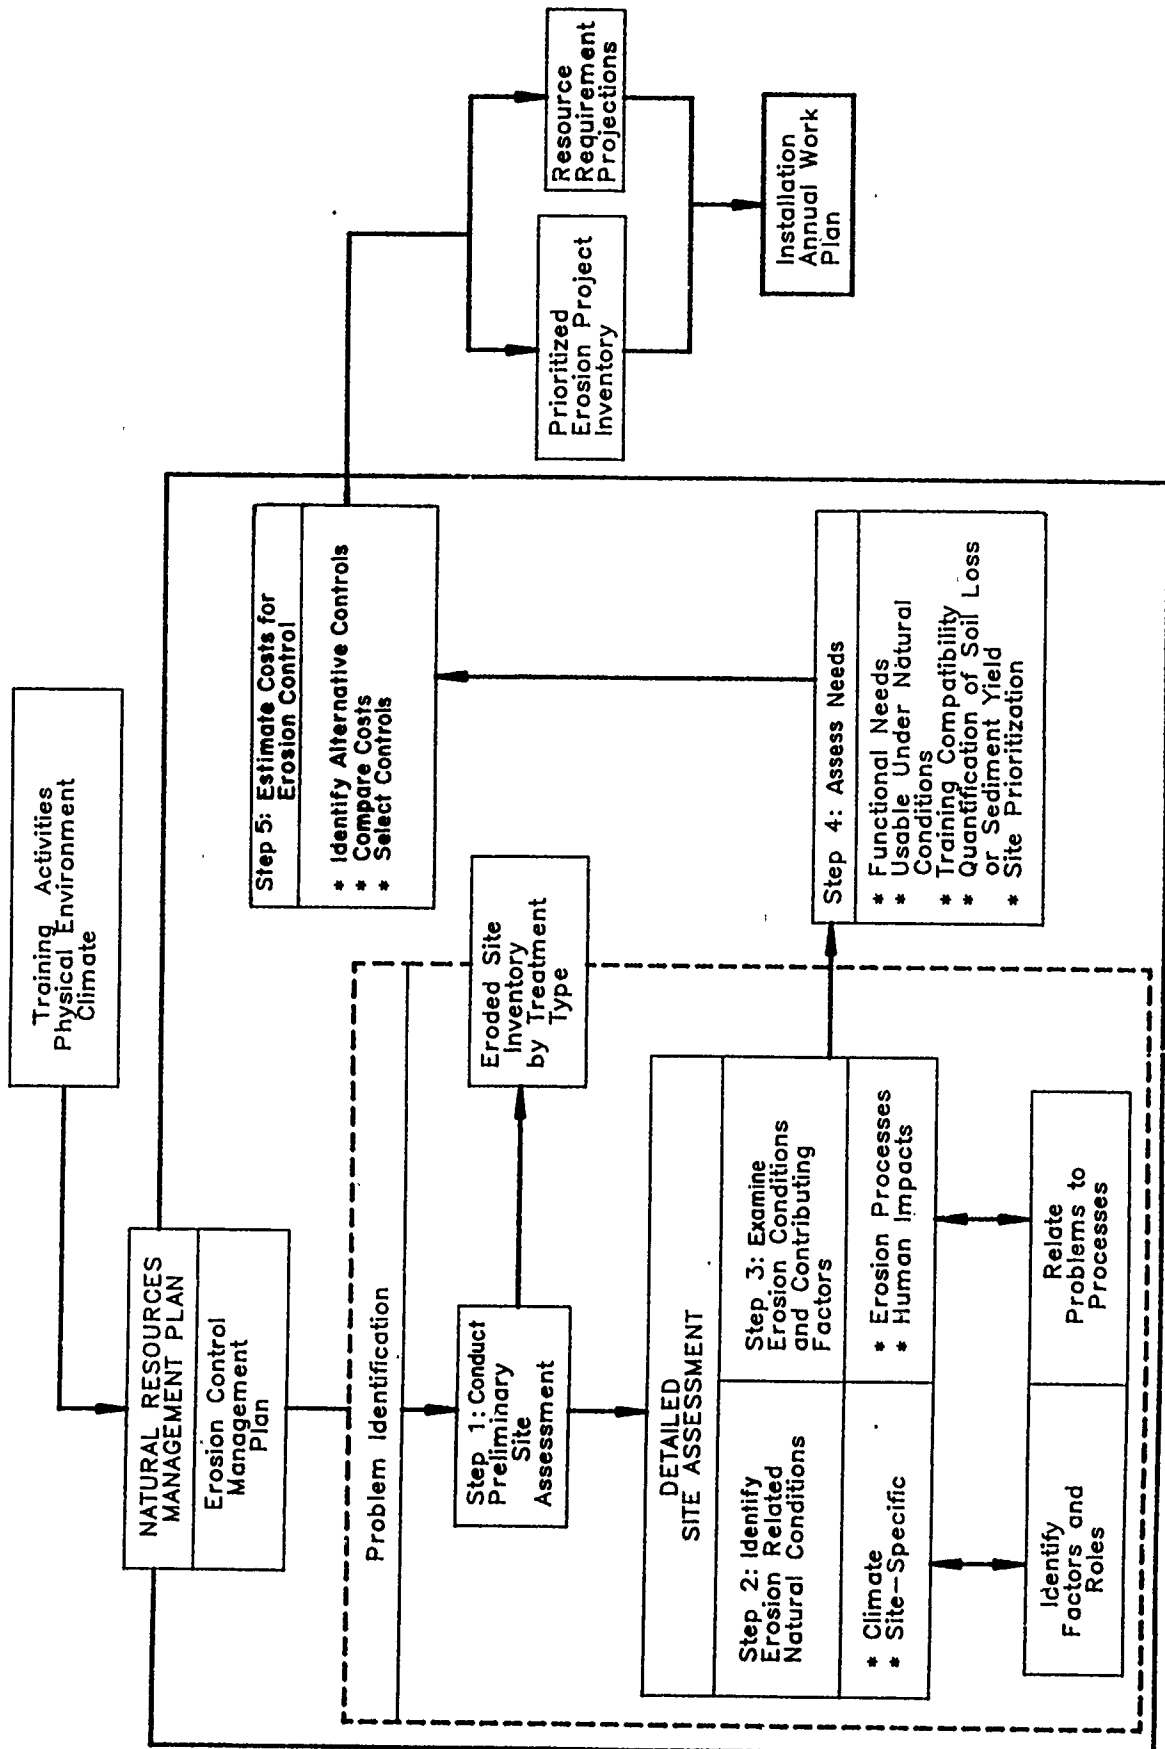 Training Activities
Physical Environment
Climate
NATURAL RESOURCES
MANAGEMENT PLAN
Erosion Control
Management
Plan
Problem Identification
Step 1: Conduct
Preliminary
Site
Assessment
Eroded Site
Inventory
by Treatment
Type
DETAILED
SITE ASSESSMENT
Step 2: Identify
Erosion Related
Natural Conditions
* Climate
* Site-Specific
Step 3: Examine
Erosion Conditions
and Contributing
Factors
* Erosion Processes
* Human Impacts
Identify
Factors and
Roles
Relate
Problems to
Processes
Step 4: Assess Needs
* Functional Needs
* Usable Under Natural
Conditions
* Training Compatibility
* Quantification of Soil Loss
or Sediment Yield
* Site Prioritization
Step 5: Estimate Costs for
Erosion Control
* Identify Alternative Controls
* Compare Costs
* Select Controls
Prioritized
Erosion Project
Inventory
Resource
Requirement
Projections
Installation
Annual Work
Plan